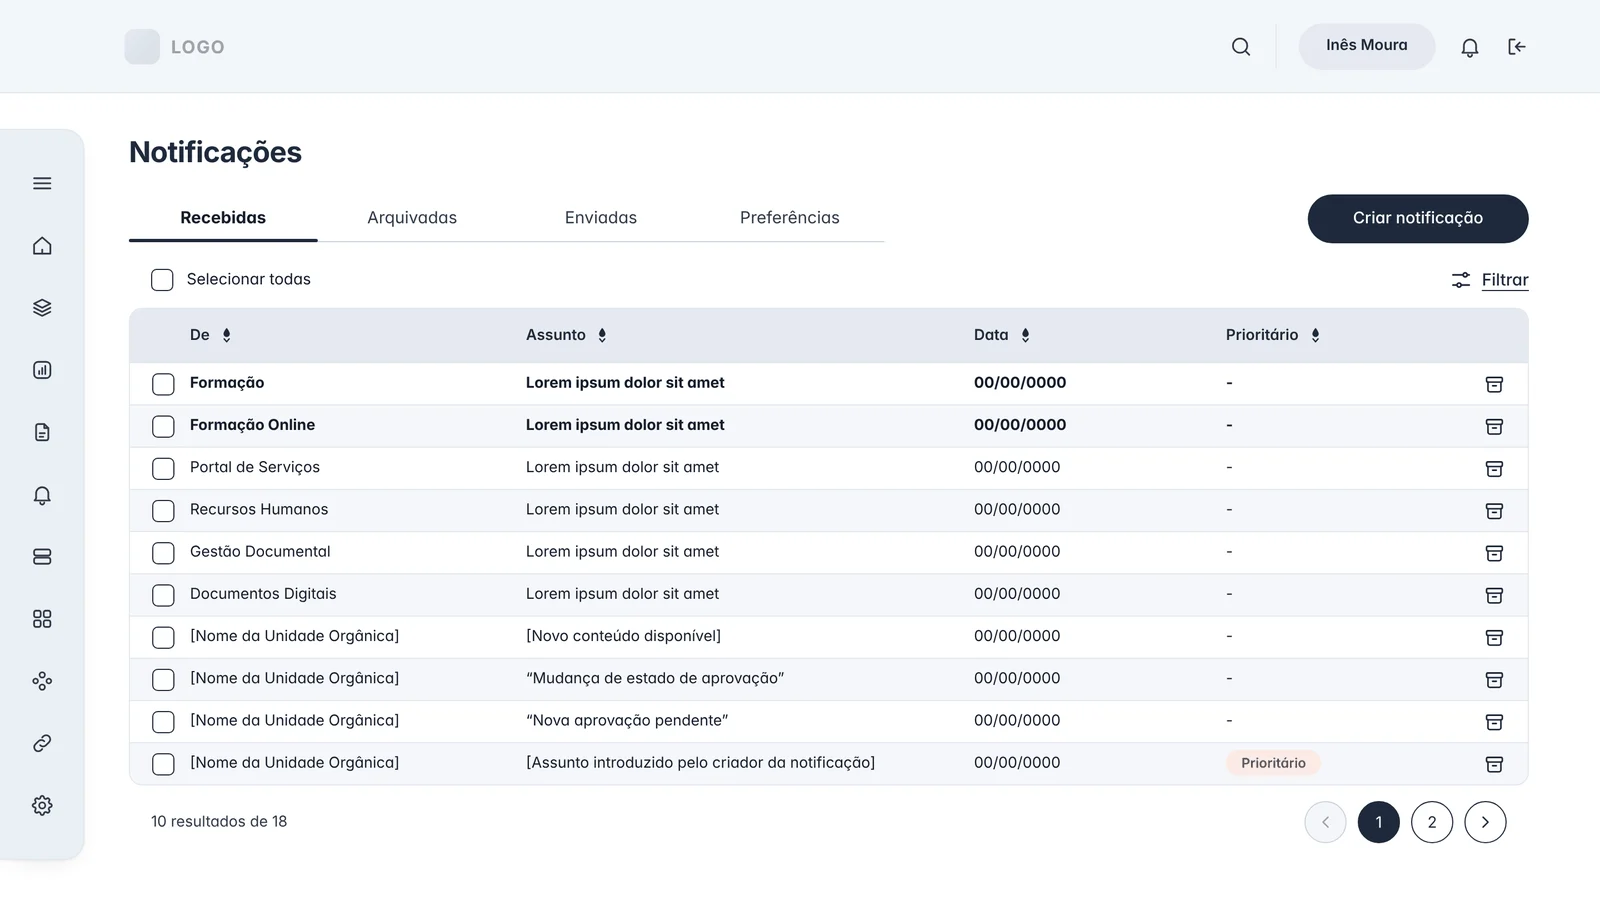 LOGO
Inês Moura
Notificações
Recebidas Arquivadas Enviadas Preferências Criar notificação
Selecionar todas Filtrar
De Assunto Data Prioritário
Formação Lorem ipsum dolor sit amet 00/00/0000 -
Formação Online Lorem ipsum dolor sit amet 00/00/0000 -
Portal de Serviços Lorem ipsum dolor sit amet 00/00/0000 -
Recursos Humanos Lorem ipsum dolor sit amet 00/00/0000 -
Gestão Documental Lorem ipsum dolor sit amet 00/00/0000 -
Documentos Digitais Lorem ipsum dolor sit amet 00/00/0000 -
[Nome da Unidade Orgânica] [Novo conteúdo disponível] 00/00/0000 -
[Nome da Unidade Orgânica] “Mudança de estado de aprovação” 00/00/0000 -
[Nome da Unidade Orgânica] “Nova aprovação pendente” 00/00/0000 -
[Nome da Unidade Orgânica] [Assunto introduzido pelo criador da notificação] 00/00/0000 Prioritário
10 resultados de 18 1 2